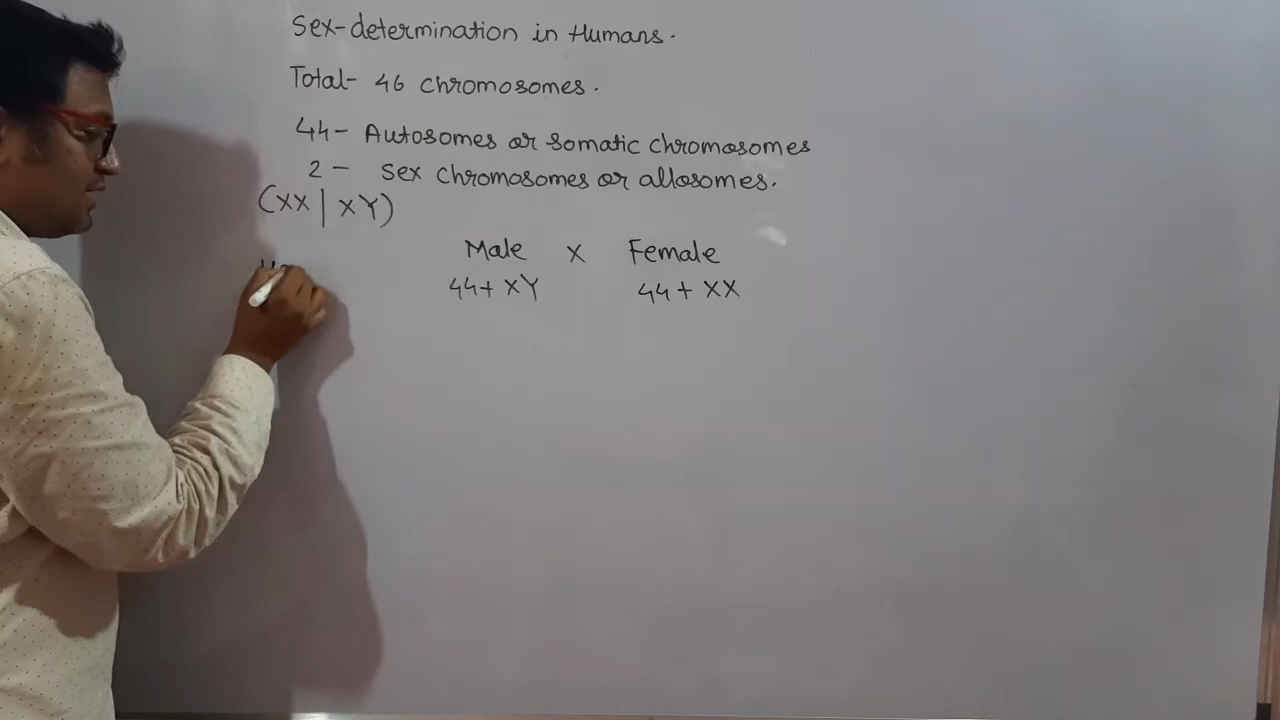 Sex-determination in Humans.
Total- 46 chromosomes.
44- Autosomes or somatic chromosomes
2 - sex chromosomes or allosomes.
(XX | XY)
Male X Female
44+ XY 44+ XX